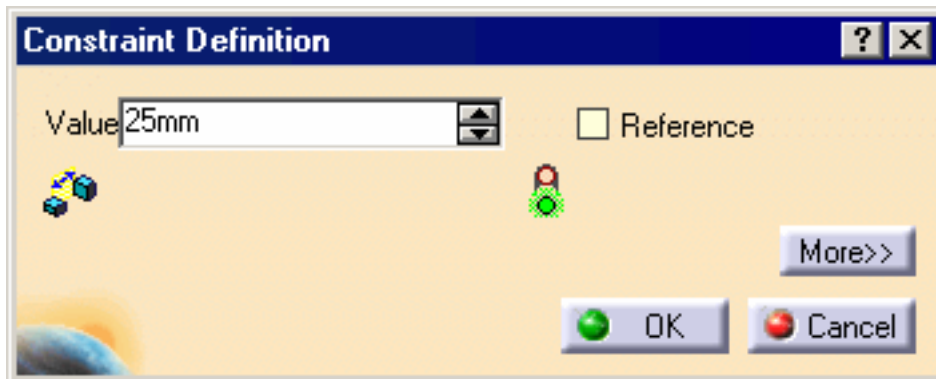 Constraint Definition ? X
Value 25mm Reference
More>>
OK Cancel